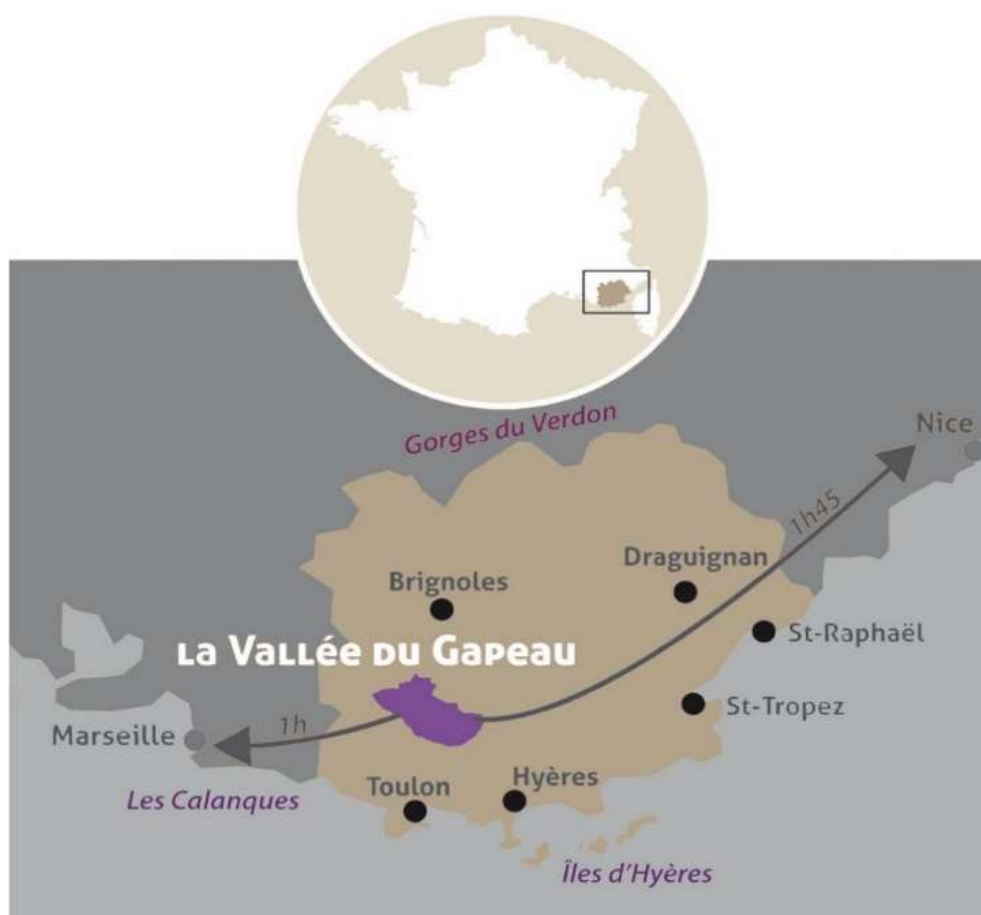 Gorges du Verdon
Nice
1h45
Draguignan
Brignoles
St-Raphaël
La Vallée du Gapeau
St-Tropez
1h
Marseille
Hyères
Toulon
Les Calanques
Îles d'Hyères